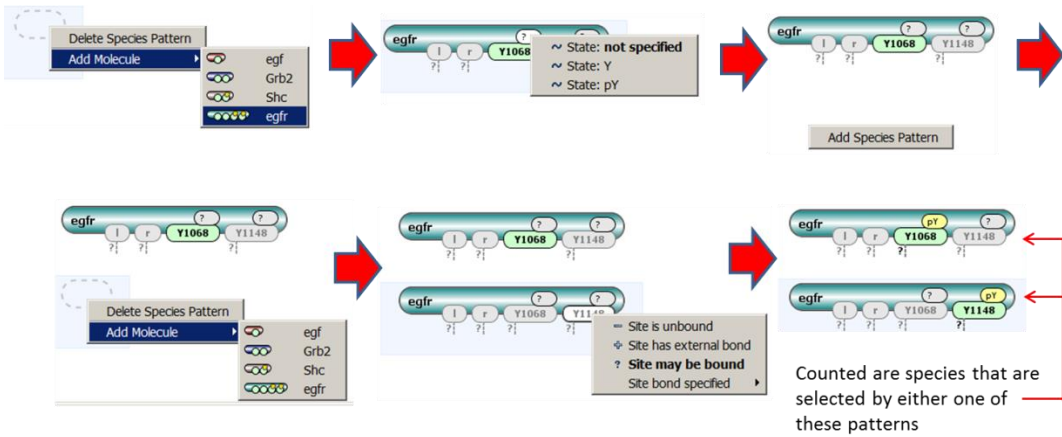 Delete Species Pattern
Add Molecule
egf
Grb2
Shc
egfr
egfr
?
l
r
Y1068
?
?
~ State: not specified
~ State: Y
~ State: pY
egfr
?
?
l
r
Y1068
Y1148
?
?
?
Add Species Pattern
egfr
?
?
l
r
Y1068
Y1148
?
?
?
Delete Species Pattern
Add Molecule
egf
Grb2
Shc
egfr
egfr
?
?
l
r
Y1068
Y1148
?
?
?
egfr
?
?
l
r
Y1068
?
?
?
?
Site is unbound
Site has external bond
? Site may be bound
Site bond specified
egfr
pY
?
l
r
Y1068
Y1148
?
?
?
?
egfr
?
pY
l
r
Y1068
Y1148
?
?
?
?
Counted are species that are
selected by either one of
these patterns